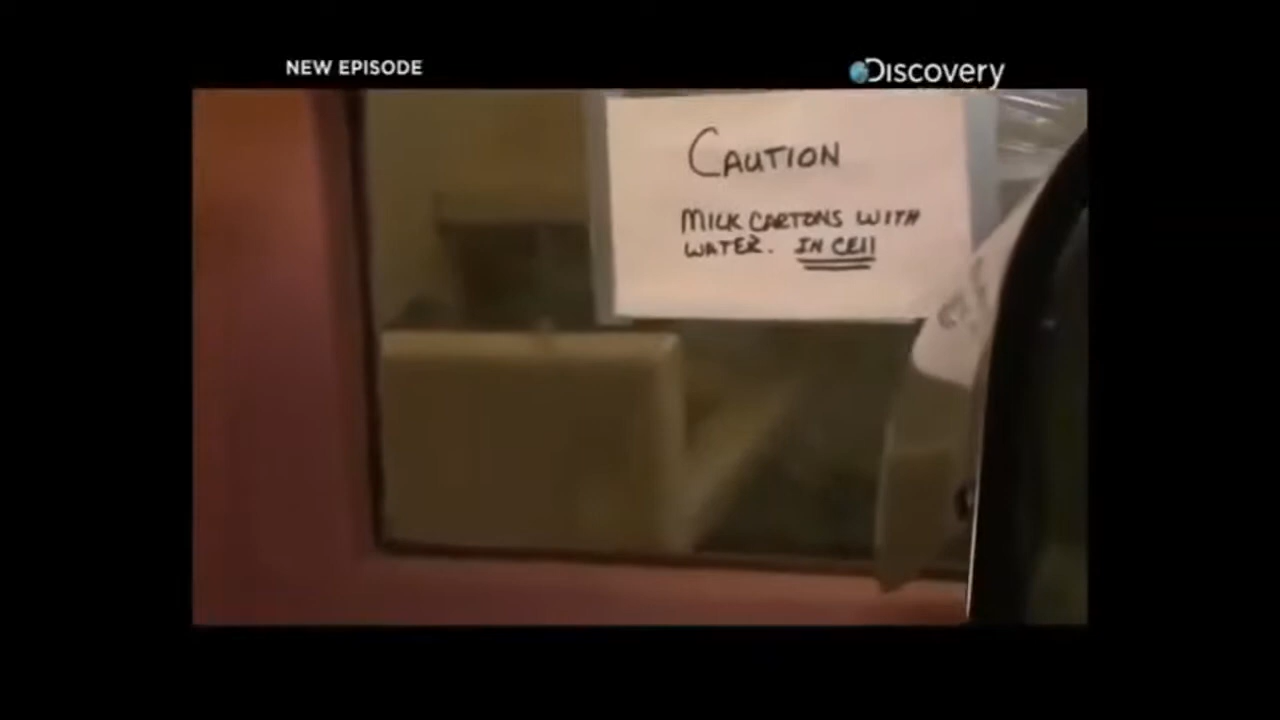 NEW EPISODE
Discovery
CAUTION
MILK CARTONS WITH
WATER. IN CEll